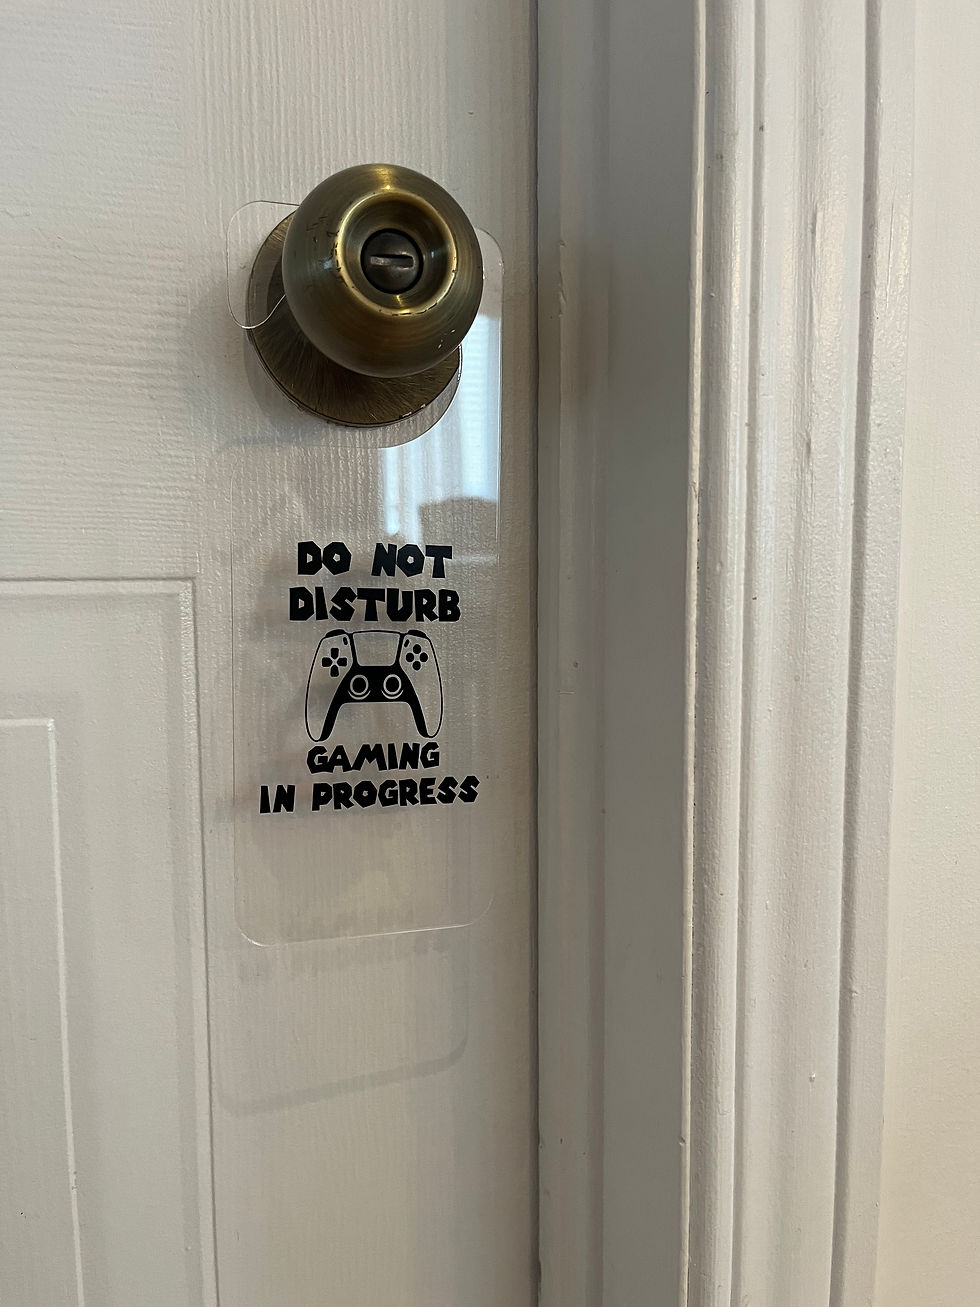 DO NOT
DISTURB
GAMING
IN PROGRESS